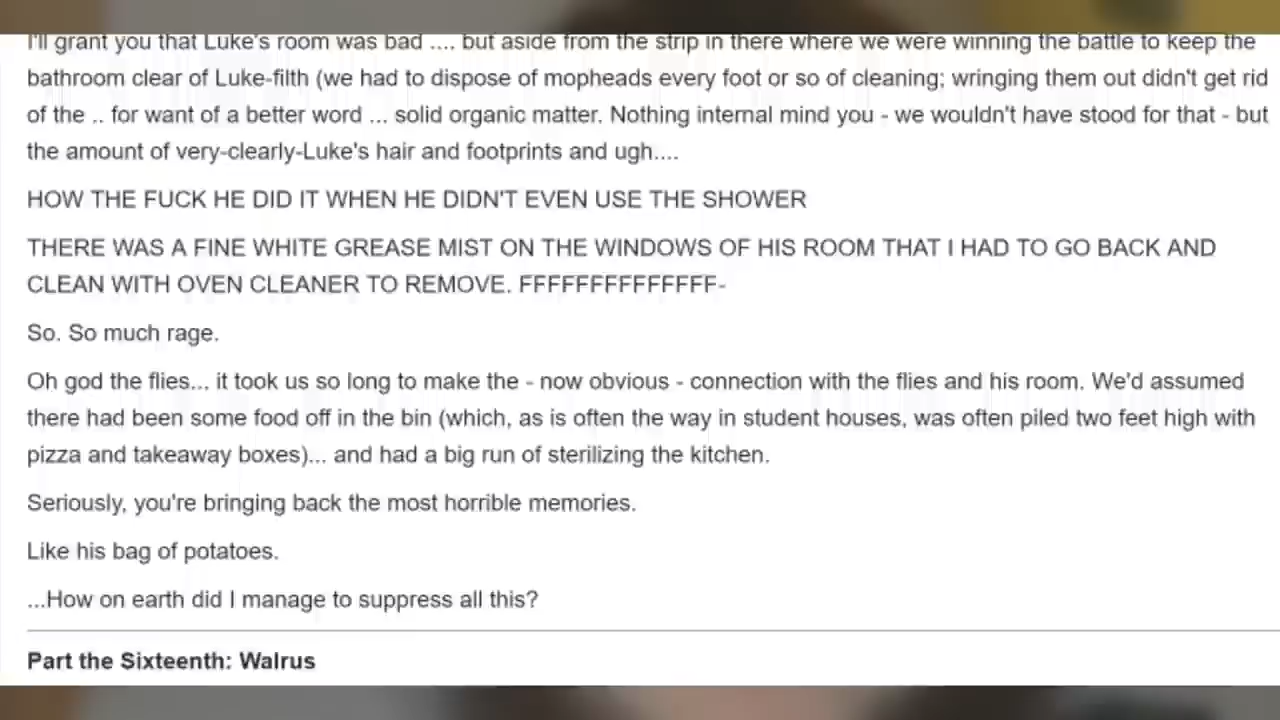 I'll grant you that Luke's room was bad .... but aside from the strip in there where we were winning the battle to keep the
bathroom clear of Luke-filth (we had to dispose of mopheads every foot or so of cleaning; wringing them out didn't get rid
of the .. for want of a better word ... solid organic matter. Nothing internal mind you - we wouldn't have stood for that - but
the amount of very-clearly-Luke's hair and footprints and ugh....
HOW THE FUCK HE DID IT WHEN HE DIDN'T EVEN USE THE SHOWER
THERE WAS A FINE WHITE GREASE MIST ON THE WINDOWS OF HIS ROOM THAT I HAD TO GO BACK AND
CLEAN WITH OVEN CLEANER TO REMOVE. FFFFFFFFFFFFFF-
So. So much rage.
Oh god the flies... it took us so long to make the - now obvious - connection with the flies and his room. We'd assumed
there had been some food off in the bin (which, as is often the way in student houses, was often piled two feet high with
pizza and takeaway boxes)... and had a big run of sterilizing the kitchen.
Seriously, you're bringing back the most horrible memories.
Like his bag of potatoes.
...How on earth did I manage to suppress all this?
Part the Sixteenth: Walrus